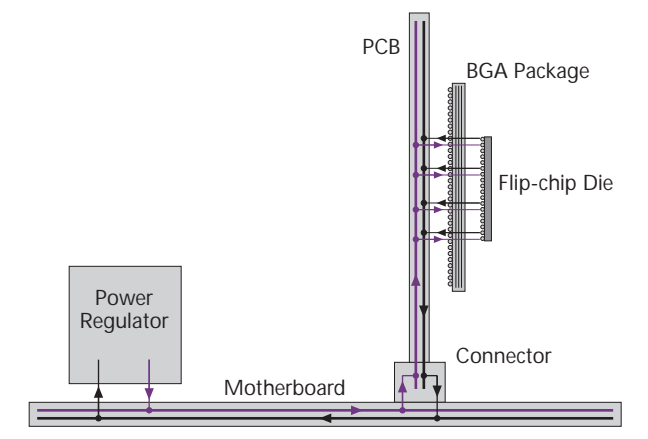 PCB
BGA Package
Flip-chip Die
Power
Regulator
Connector
Motherboard